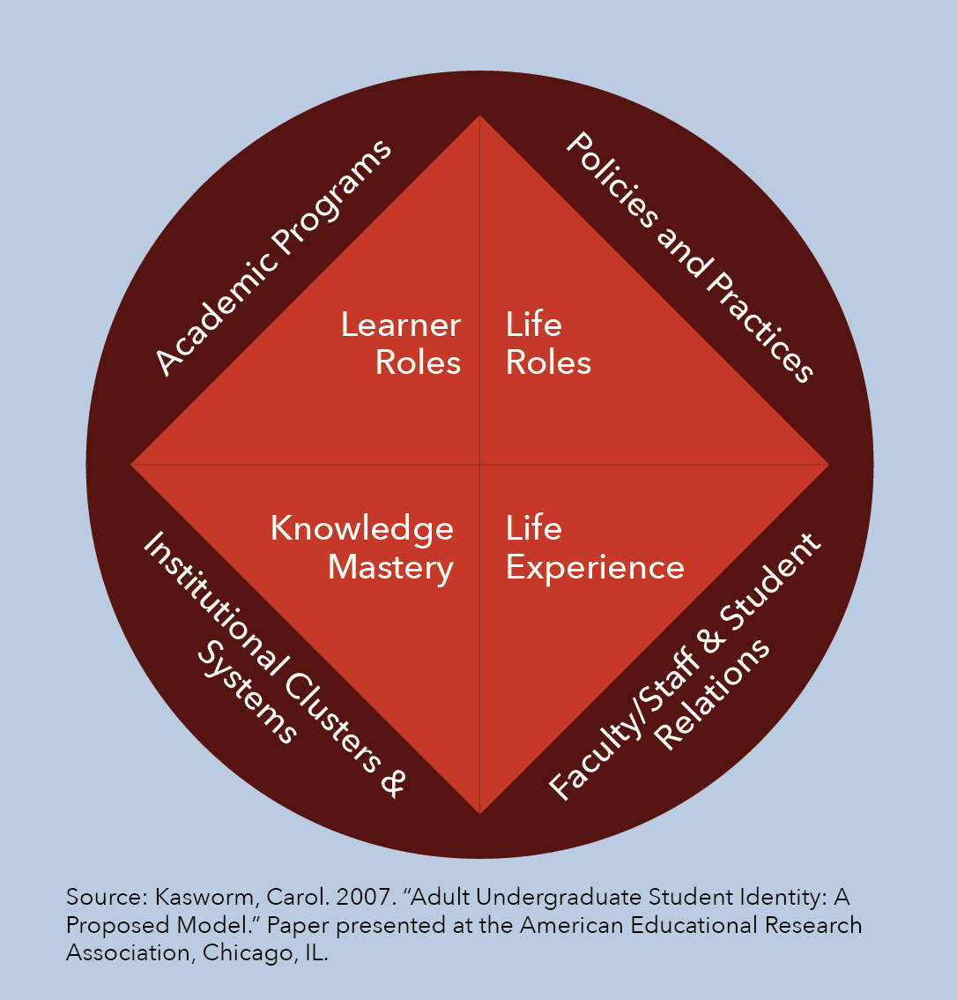 Academic Programs
Policies and Practices
Learner
Roles
Life
Roles
Knowledge
Mastery
Life
Experience
Institutional Clusters &
Systems
Faculty/Staff & Student
Relations
Source: Kasworm, Carol. 2007. “Adult Undergraduate Student Identity: A
Proposed Model.” Paper presented at the American Educational Research
Association, Chicago, IL.